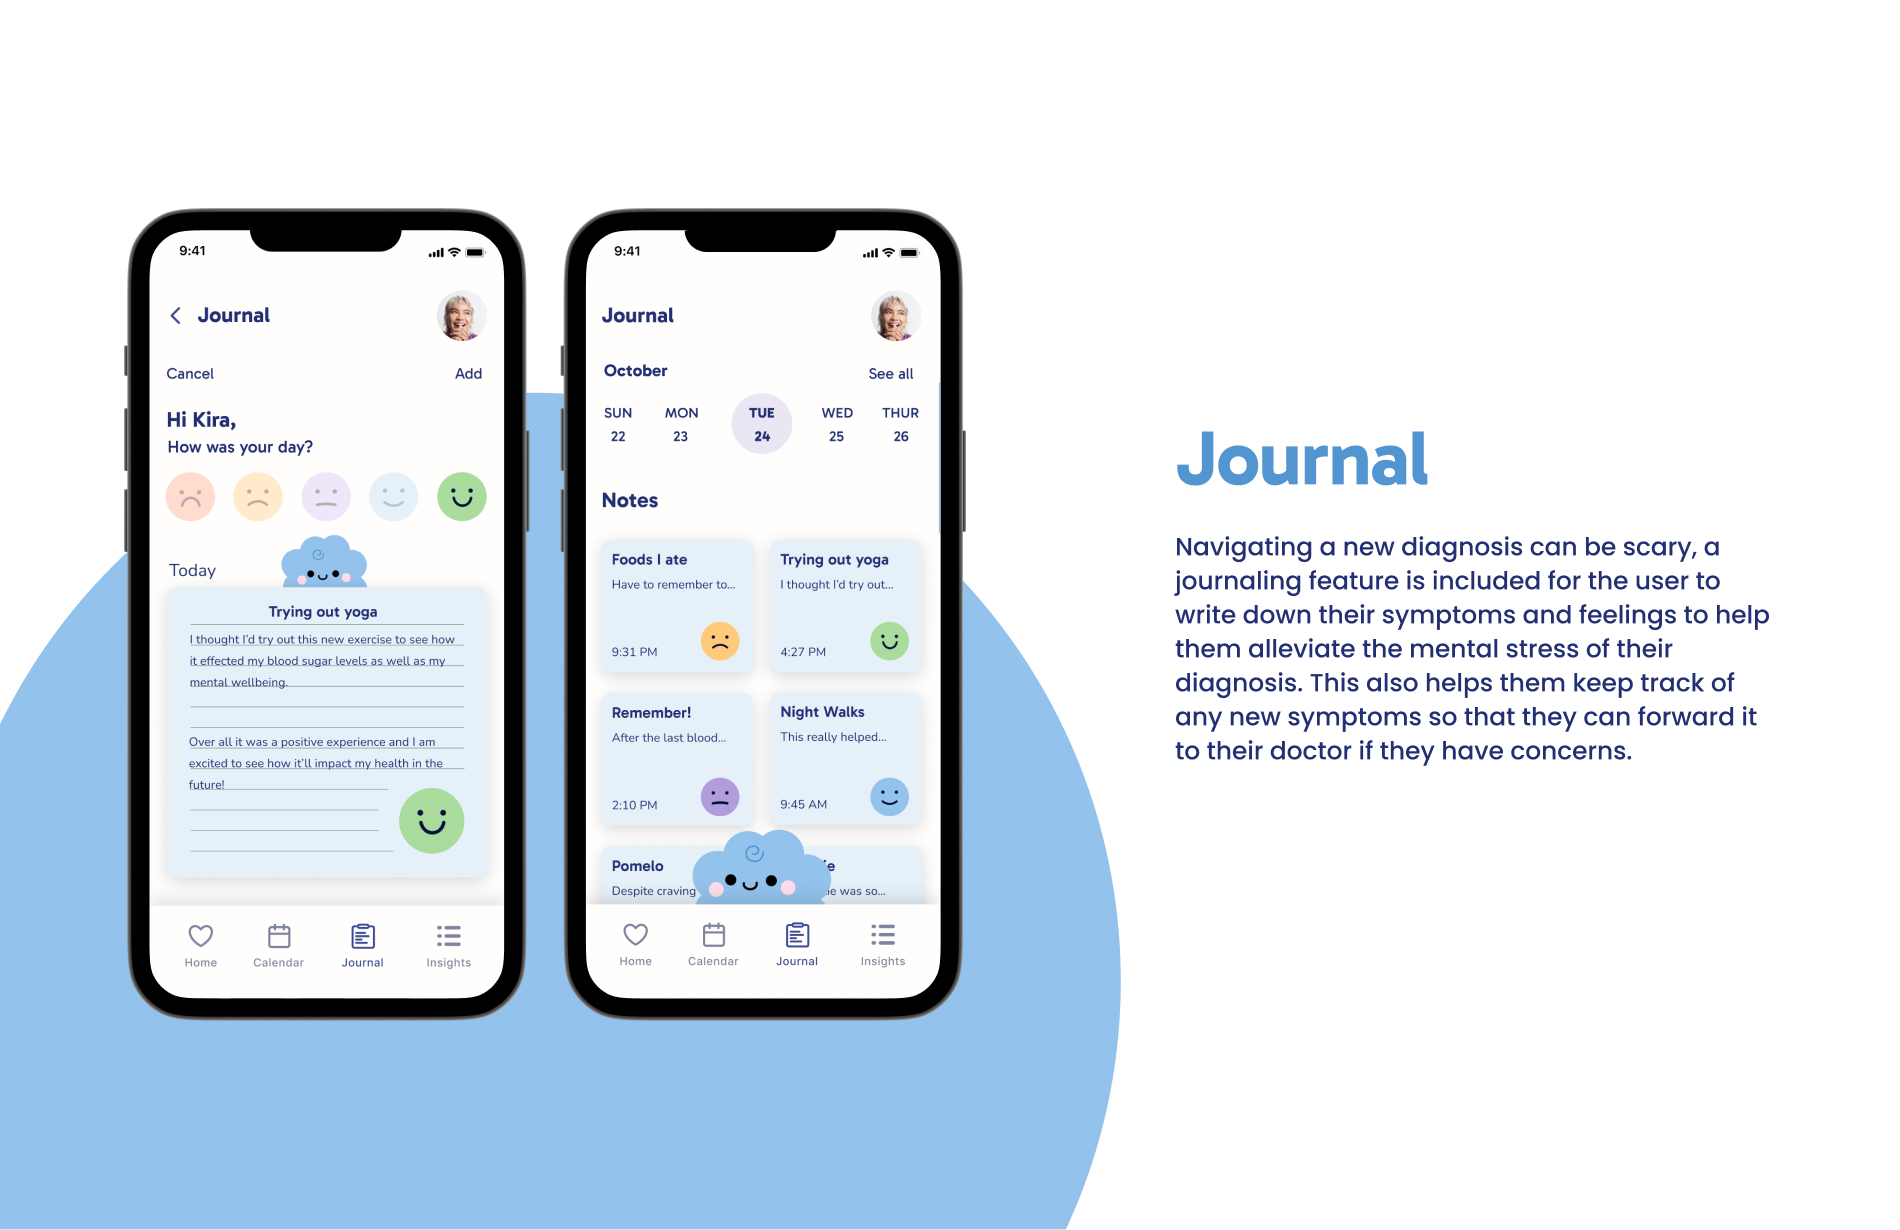 9:41
Journal
Cancel
Add
Hi Kira,
How was your day?
Today
Trying out yoga
I thought I'd try out this new exercise to see how
it effected my blood sugar levels as well as my
mental wellbeing.
Over all it was a positive experience and I am
excited to see how it'll impact my health in the
future!
Home
Calendar
Journal
Insights
9:41
Journal
October
See all
SUN MON TUE WED THUR
22 23 24 25 26
Notes
Foods I ate
Have to remember to...
9:31 PM
Trying out yoga
I thought I'd try out...
4:27 PM
Remember!
After the last blood...
2:10 PM
Night Walks
This really helped...
9:45 AM
Pomelo
Despite craving
was so...
Home
Calendar
Journal
Insights
Journal
Navigating a new diagnosis can be scary, a
journaling feature is included for the user to
write down their symptoms and feelings to help
them alleviate the mental stress of their
diagnosis. This also helps them keep track of
any new symptoms so that they can forward it
to their doctor if they have concerns.